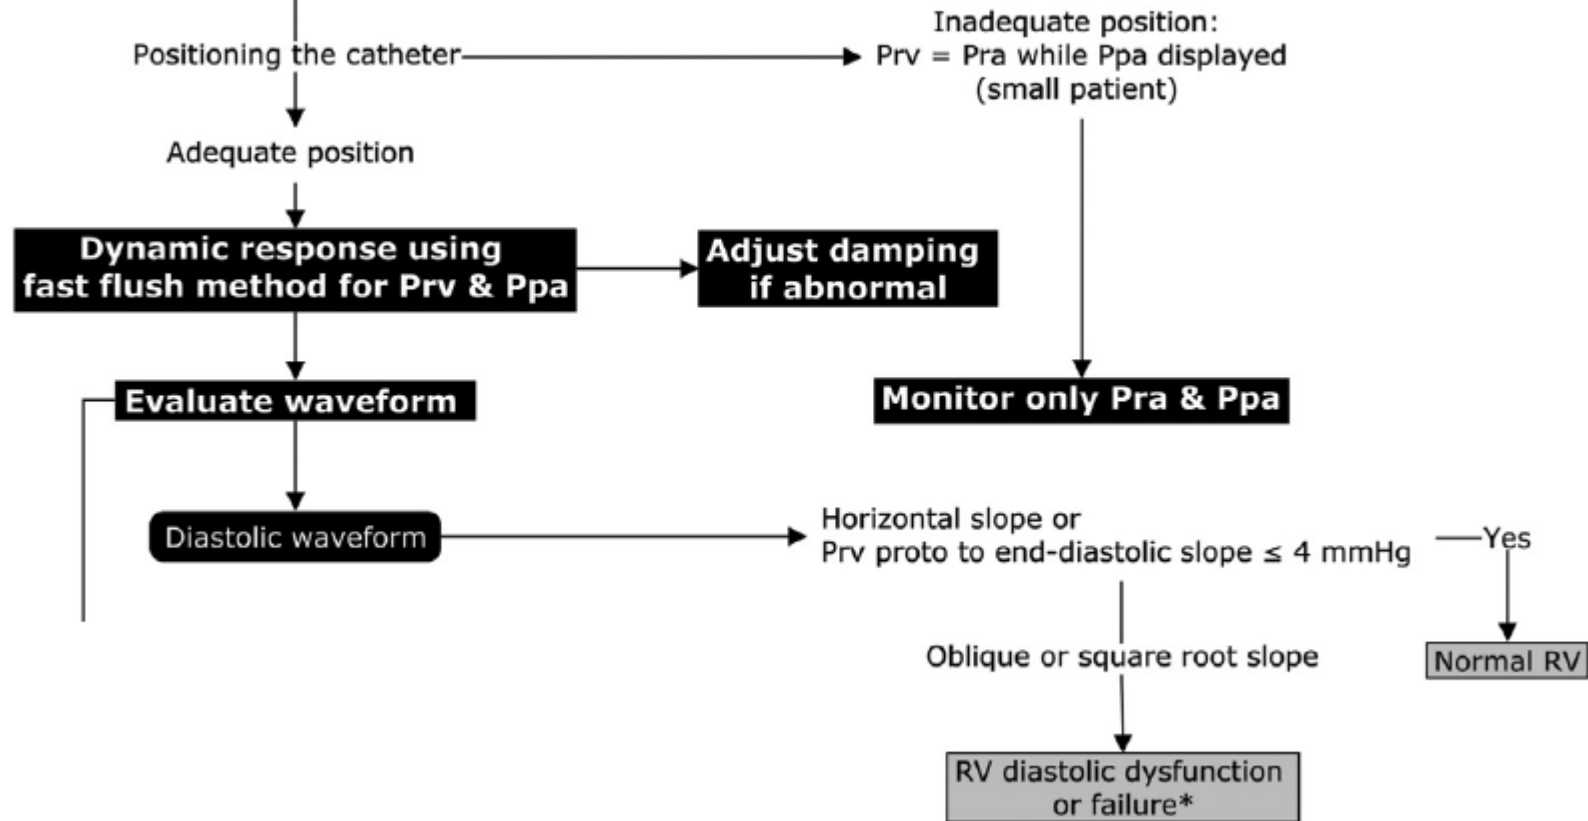 Positioning the catheter
Inadequate position:
Prv = Pra while Ppa displayed
(small patient)
Adequate position
Dynamic response using
fast flush method for Prv & Ppa
Adjust damping
if abnormal
Evaluate waveform
Monitor only Pra & Ppa
Diastolic waveform
Horizontal slope or
Prv proto to end-diastolic slope ≤ 4 mmHg
Yes
Oblique or square root slope
Normal RV
RV diastolic dysfunction
or failure*